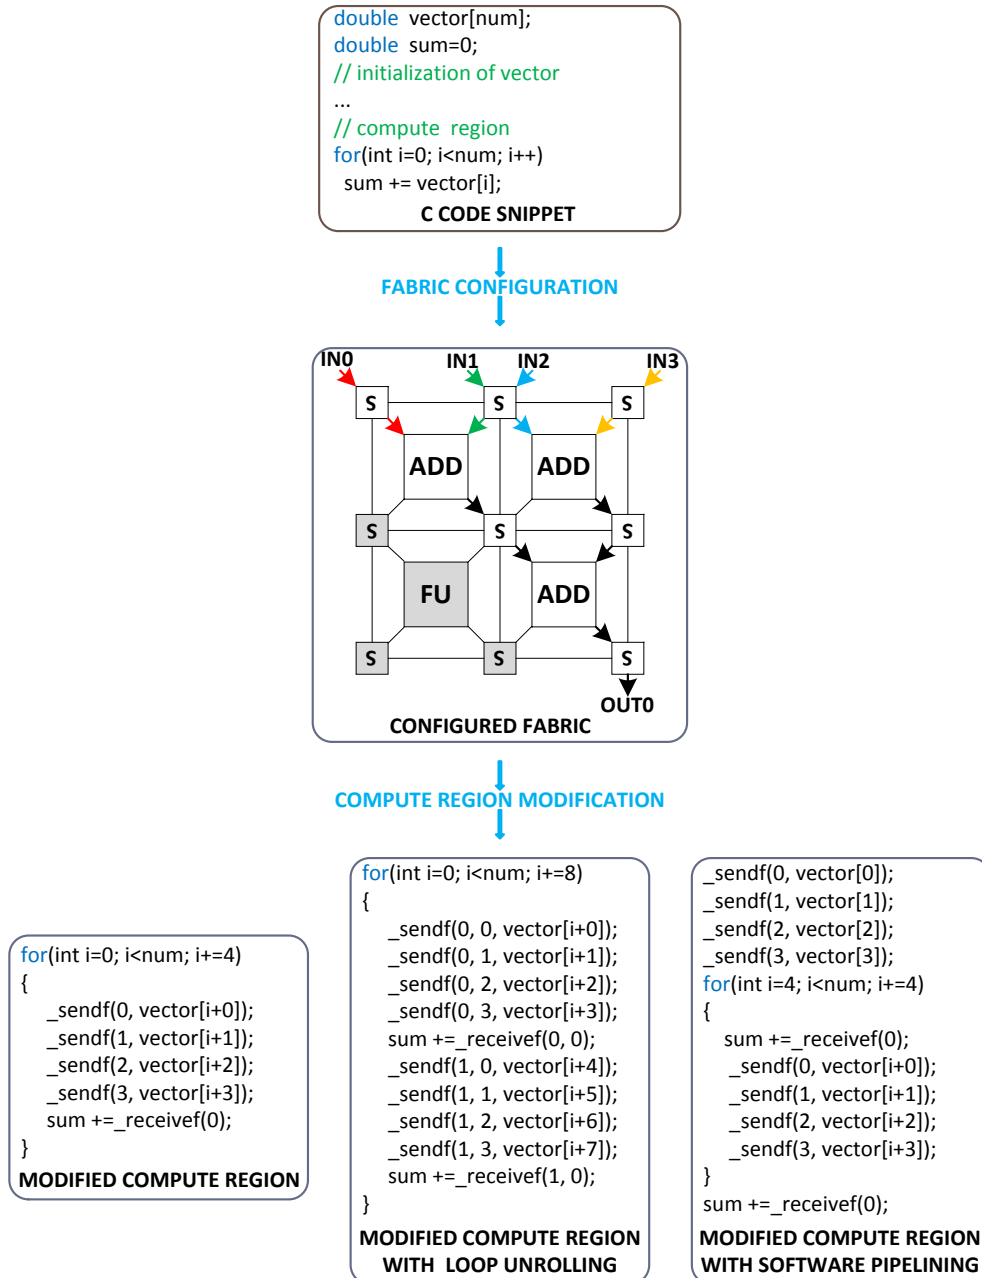 double vector[num];
double sum=0;
// initialization of vector
...
// compute region
for(int i=0; i<num; i++)
sum += vector[i];
C CODE SNIPPET
FABRIC CONFIGURATION
IN0 IN1 IN2 IN3
S S S
ADD ADD
S S S
FU ADD
S S S
OUT0
CONFIGURED FABRIC
COMPUTE REGION MODIFICATION
for(int i=0; i<num; i+=4)
{
_sendf(0, vector[i+0]);
_sendf(1, vector[i+1]);
_sendf(2, vector[i+2]);
_sendf(3, vector[i+3]);
sum +=_receivef(0);
}
MODIFIED COMPUTE REGION
for(int i=0; i<num; i+=8)
{
_sendf(0, 0, vector[i+0]);
_sendf(0, 1, vector[i+1]);
_sendf(0, 2, vector[i+2]);
_sendf(0, 3, vector[i+3]);
sum +=_receivef(0, 0);
_sendf(1, 0, vector[i+4]);
_sendf(1, 1, vector[i+5]);
_sendf(1, 2, vector[i+6]);
_sendf(1, 3, vector[i+7]);
sum +=_receivef(1, 0);
}
MODIFIED COMPUTE REGION
WITH LOOP UNROLLING
_sendf(0, vector[0]);
_sendf(1, vector[1]);
_sendf(2, vector[2]);
_sendf(3, vector[3]);
for(int i=4; i<num; i+=4)
{
sum +=_receivef(0);
_sendf(0, vector[i+0]);
_sendf(1, vector[i+1]);
_sendf(2, vector[i+2]);
_sendf(3, vector[i+3]);
}
sum +=_receivef(0);
MODIFIED COMPUTE REGION
WITH SOFTWARE PIPELINING